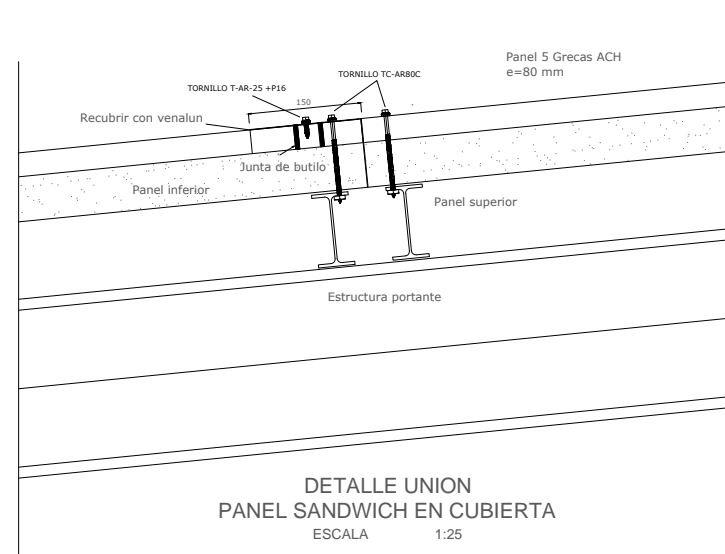 Panel 5 Grecas ACH
e=80 mm
TORNILLO TC-AR80C
TORNILLO T-AR-25 +P16
150
Recubrir con venalun
Junta de butilo
Panel inferior
Panel superior
Estructura portante
DETALLE UNION
PANEL SANDWICH EN CUBIERTA
ESCALA 1:25